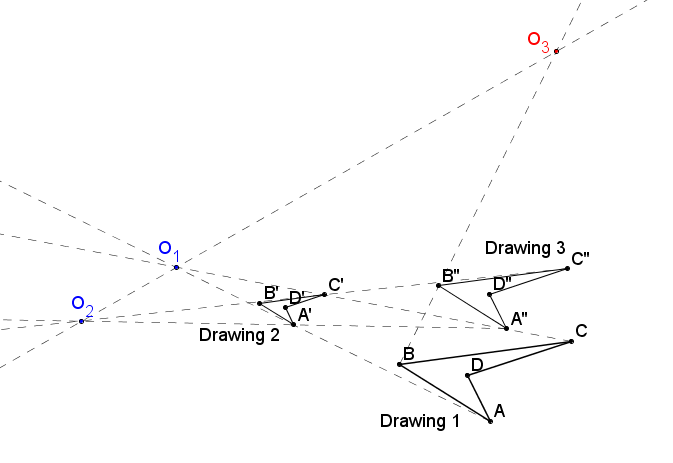 O3
Drawing 3
O1
C"
B"
D"
C'
B'
D'
O2
A'
A"
Drawing 2
C
B
D
A
Drawing 1